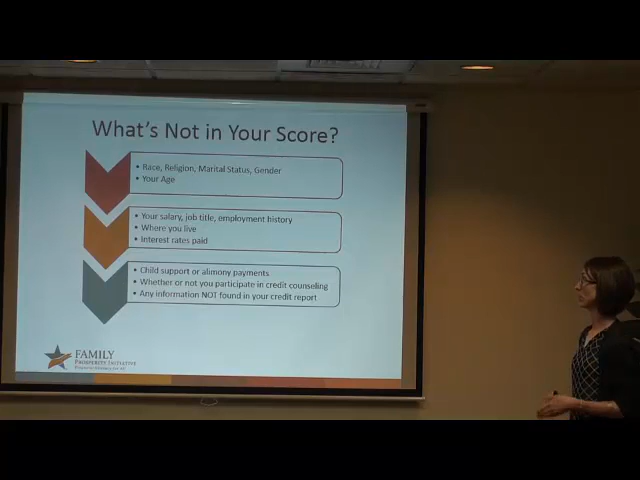 What's Not in Your Score?
• Race, Religion, Marital Status, Gender
• Your Age
• Your salary, job title, employment history
• Where you live
• Interest rates paid
• Child support or alimony payments
• Whether or not you participate in credit counseling
• Any information NOT found in your credit report
FAMILY
PROSPERITY INITIATIVE